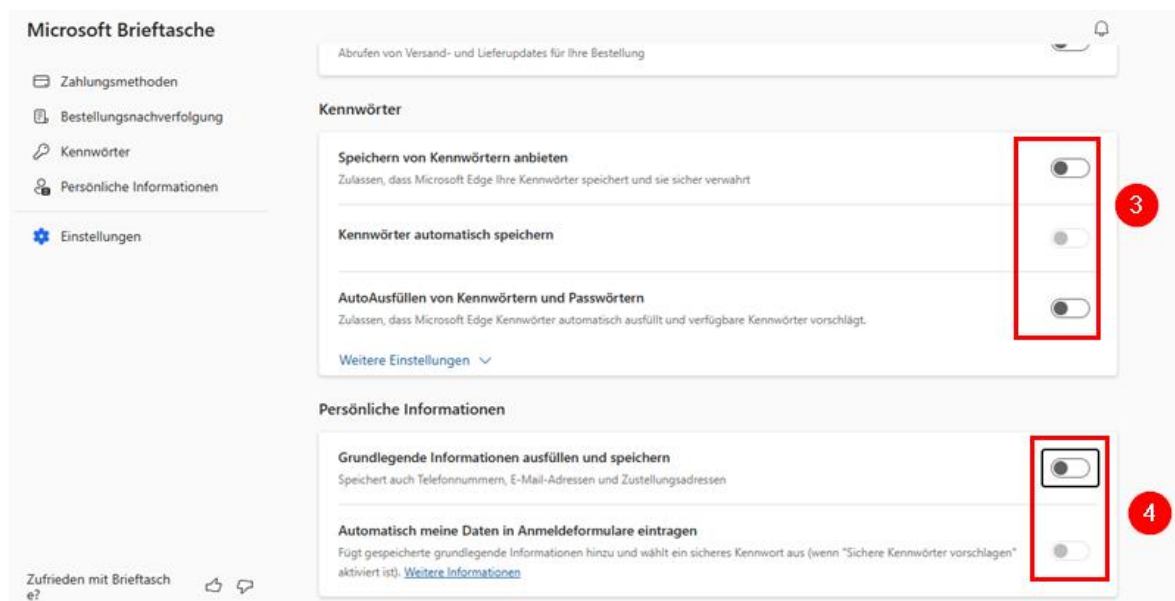 Microsoft Brieftasche
Zahlungsmethoden
Bestellungsnachverfolgung
Kennwörter
Persönliche Informationen
Einstellungen
Zufrieden mit Brieftasch
e?
Abrufen von Versand- und Lieferupdates für Ihre Bestellung
Kennwörter
Speichern von Kennwörtern anbieten
Zulassen, dass Microsoft Edge Ihre Kennwörter speichert und sie sicher verwahrt
Kennwörter automatisch speichern
AutoAusfüllen von Kennwörtern und Passwörtern
Zulassen, dass Microsoft Edge Kennwörter automatisch ausfüllt und verfügbare Kennwörter vorschlägt.
Weitere Einstellungen
3
Persönliche Informationen
Grundlegende Informationen ausfüllen und speichern
Speichert auch Telefonnummern, E-Mail-Adressen und Zustellungsadressen
Automatisch meine Daten in Anmeldeformulare eintragen
Fügt gespeicherte grundlegende Informationen hinzu und wählt ein sicheres Kennwort aus (wenn "Sichere Kennwörter vorschlagen"
aktiviert ist). Weitere Informationen
4